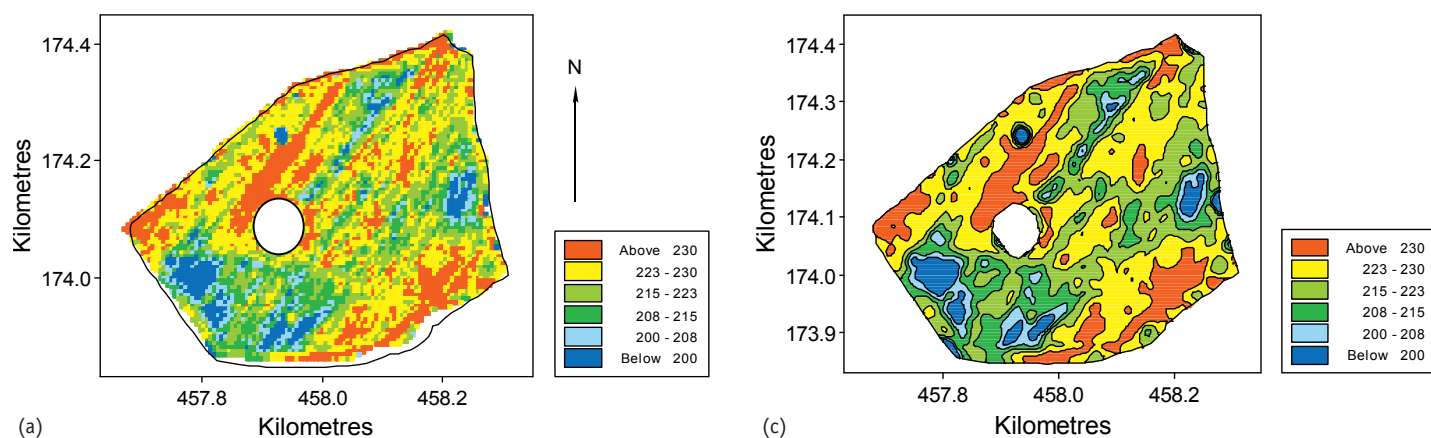 174.4
174.2
174.0
Kilometres
457.8
458.0
458.2
Kilometres
(a)
N
Above 230
223 - 230
215 - 223
208 - 215
200 - 208
Below 200
174.4
174.3
174.2
174.1
174.0
173.9
Kilometres
457.8
458.0
458.2
Kilometres
(c)
Above 230
223 - 230
215 - 223
208 - 215
200 - 208
Below 200